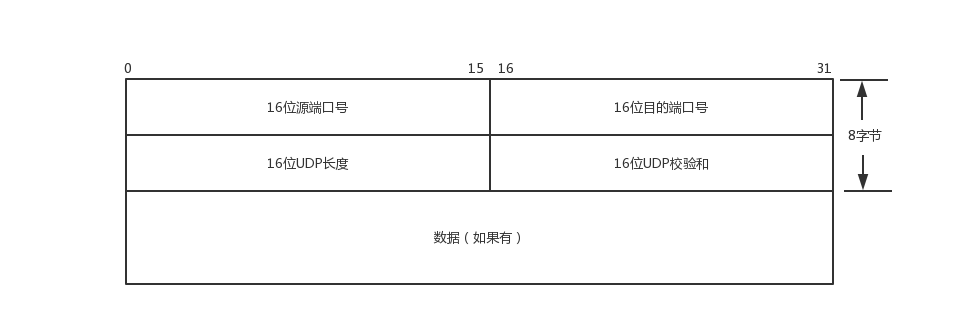 0 15 16 31
16位源端口号 16位目的端口号
8字节
16位UDP长度 16位UDP校验和
数据（如果有）